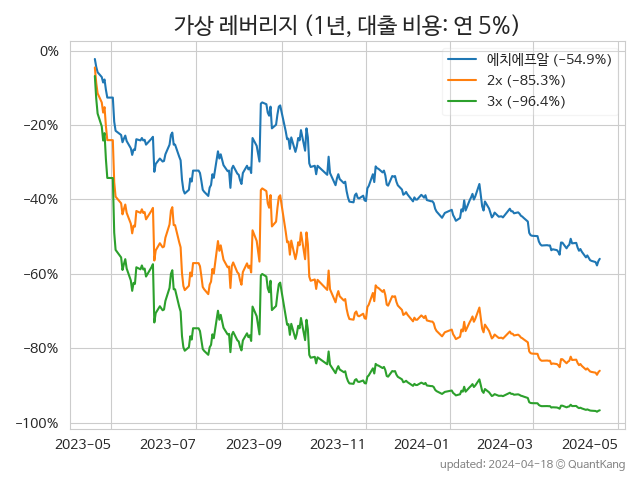 가상 레버리지 (1년, 대출 비용: 연 5%)
에치에프알 (−54.9%)
2x (−85.3%)
3x (−96.4%)
0%
−20%
−40%
−60%
−80%
−100%
2023-05 2023-07 2023-09 2023-11 2024-01 2024-03 2024-05
updated: 2024-04-18 © QuantKang